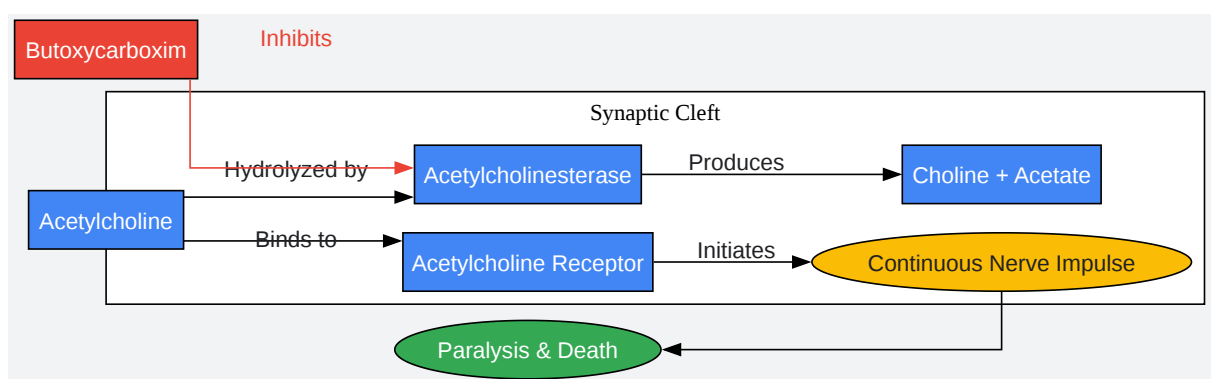 Butoxycarboxim
Inhibits
Synaptic Cleft
Hydrolyzed by
Acetylcholinesterase
Produces
Choline + Acetate
Acetylcholine
Binds to
Acetylcholine Receptor
Initiates
Continuous Nerve Impulse
Paralysis & Death